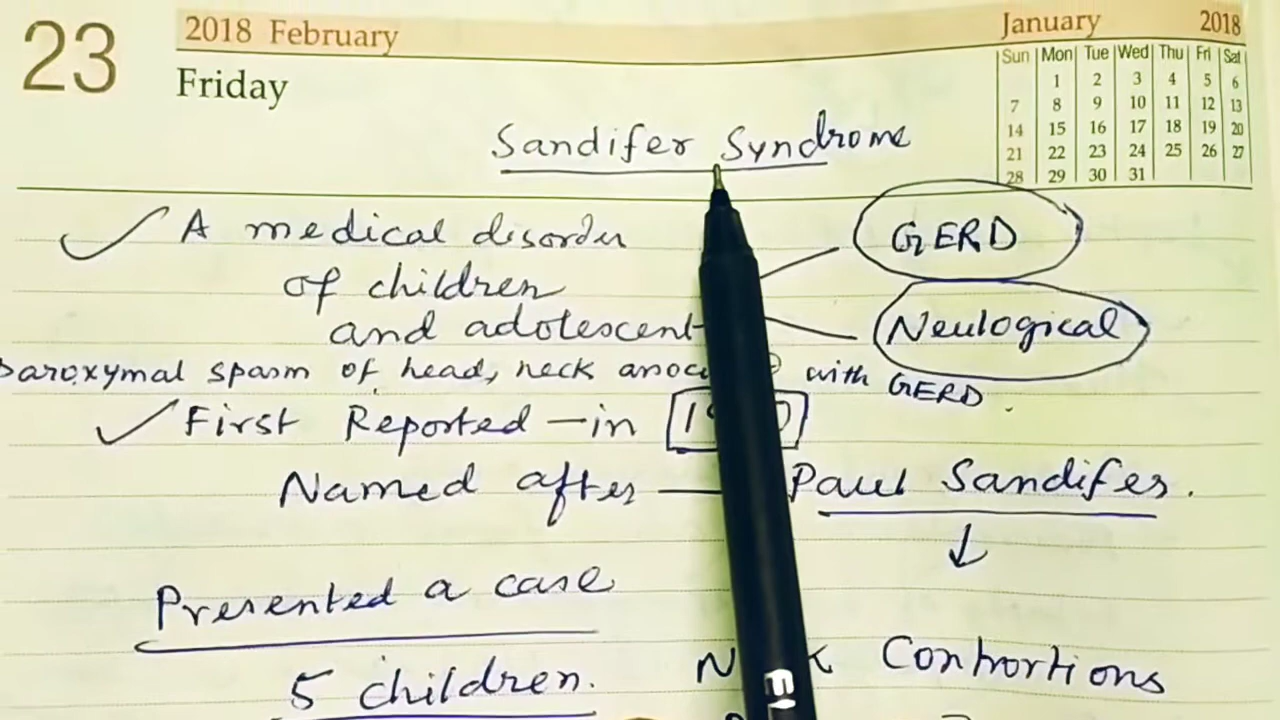 23 2018 February January 2018
Friday
Sun Mon Tue Wed Thu Fri Sat
1 2 3 4 5 6
7 8 9 10 11 12 13
14 15 16 17 18 19 20
21 22 23 24 25 26 27
28 29 30 31
Sandifer Syndrome
A medical disorder GERD
of children
and adolescent Neulogical
Paroxymal spasm of head, neck with GERD.
First Reported - in
Named after - Paul Sandifer.
Presented a case
5 children. Contrortions